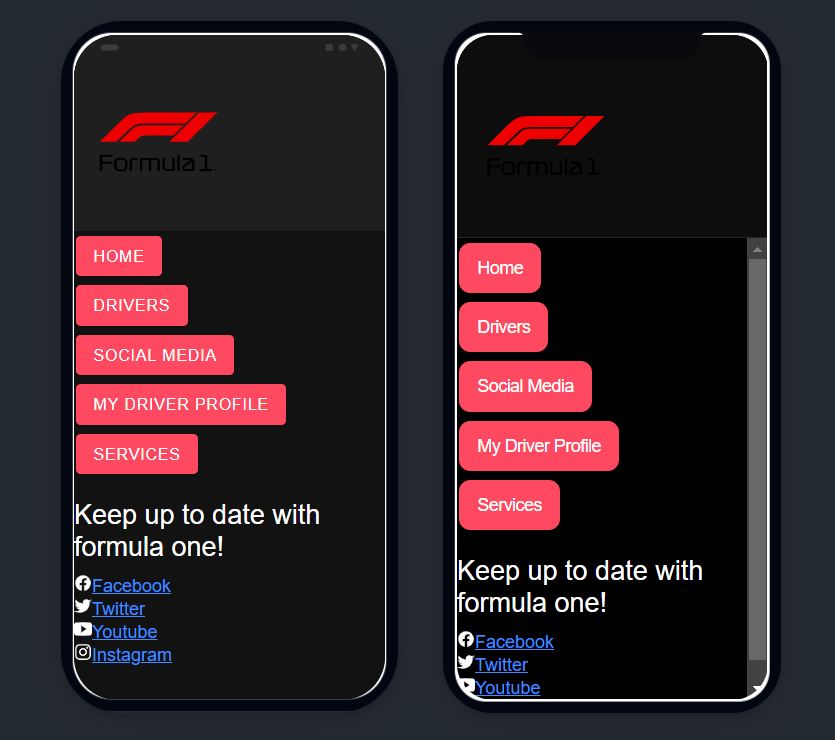 Formula 1
HOME
DRIVERS
SOCIAL MEDIA
MY DRIVER PROFILE
SERVICES
Keep up to date with
formula one!
Facebook
Twitter
Youtube
Instagram
Formula 1
Home
Drivers
Social Media
My Driver Profile
Services
Keep up to date with
formula one!
Facebook
Twitter
Youtube